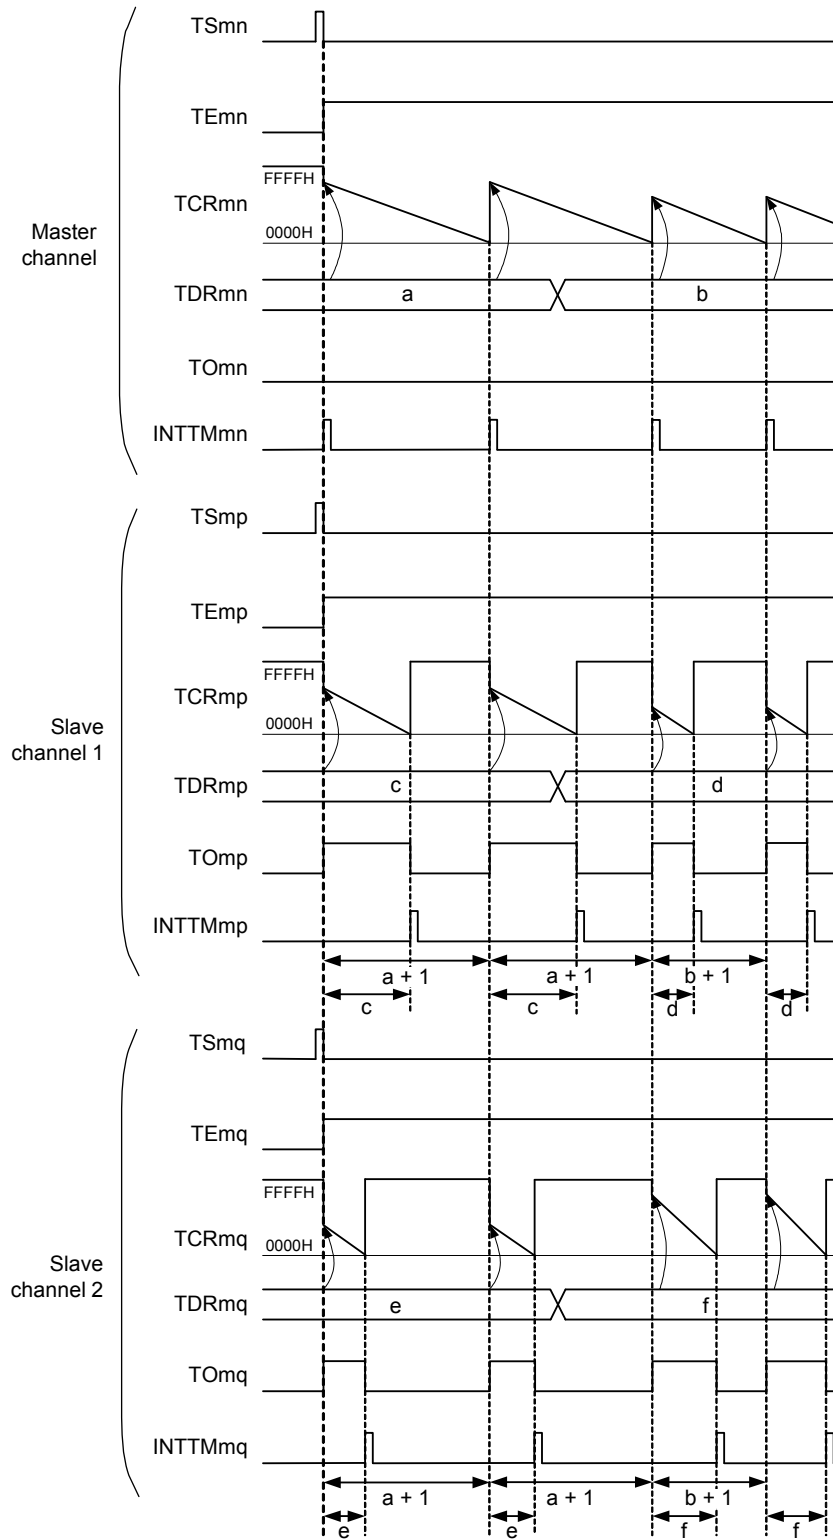 TSmn
TEmn
FFFFH
TCRmn
0000H
Master
channel
TDRmn
a
b
TOmn
INTTMmn
TSmp
TEmp
FFFFH
TCRmp
0000H
Slave
channel 1
TDRmp
c
d
TOmp
INTTMmp
a + 1
a + 1
b + 1
c
c
d
d
TSmq
TEmq
FFFFH
TCRmq
0000H
Slave
channel 2
TDRmq
e
f
TOmq
INTTMmq
a + 1
a + 1
b + 1
e
e
f
f